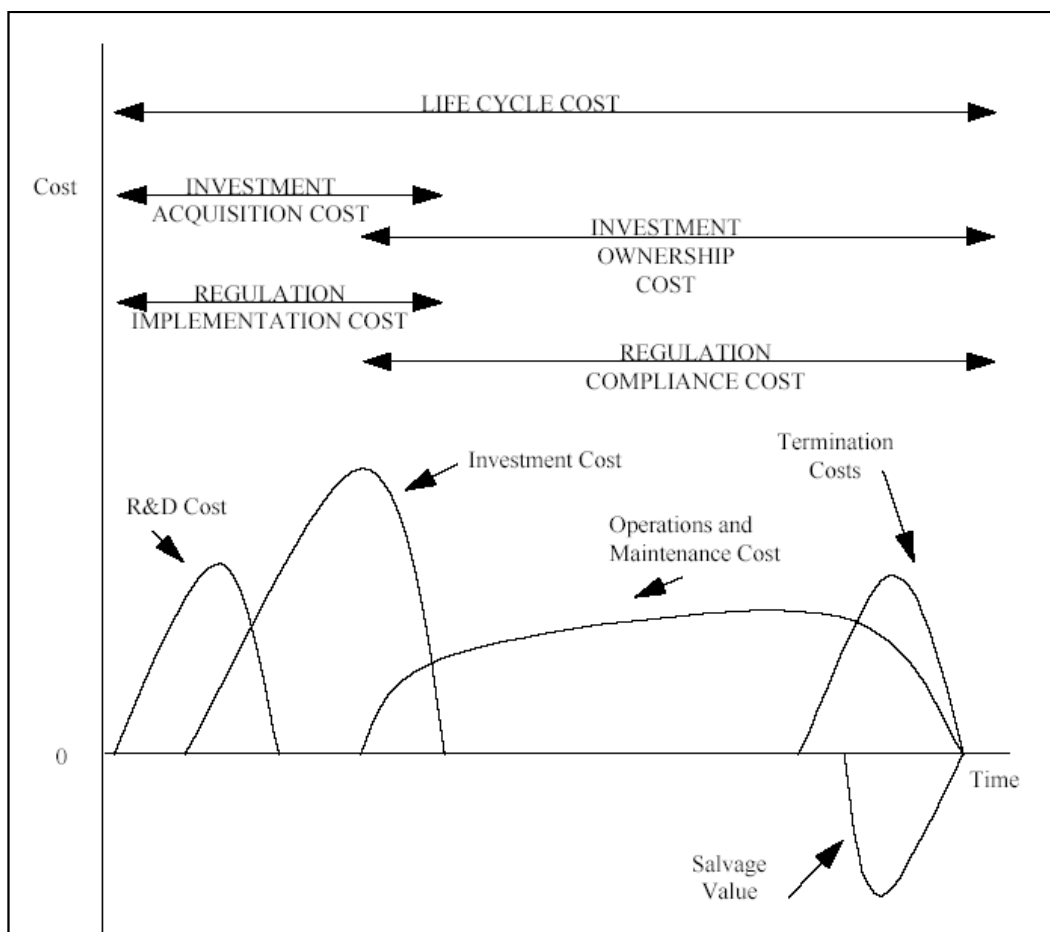 LIFE CYCLE COST
Cost
INVESTMENT
ACQUISITION COST
INVESTMENT
OWNERSHIP
COST
REGULATION
IMPLEMENTATION COST
REGULATION
COMPLIANCE COST
Termination
Costs
Investment Cost
R&D Cost
Operations and
Maintenance Cost
0
Time
Salvage
Value